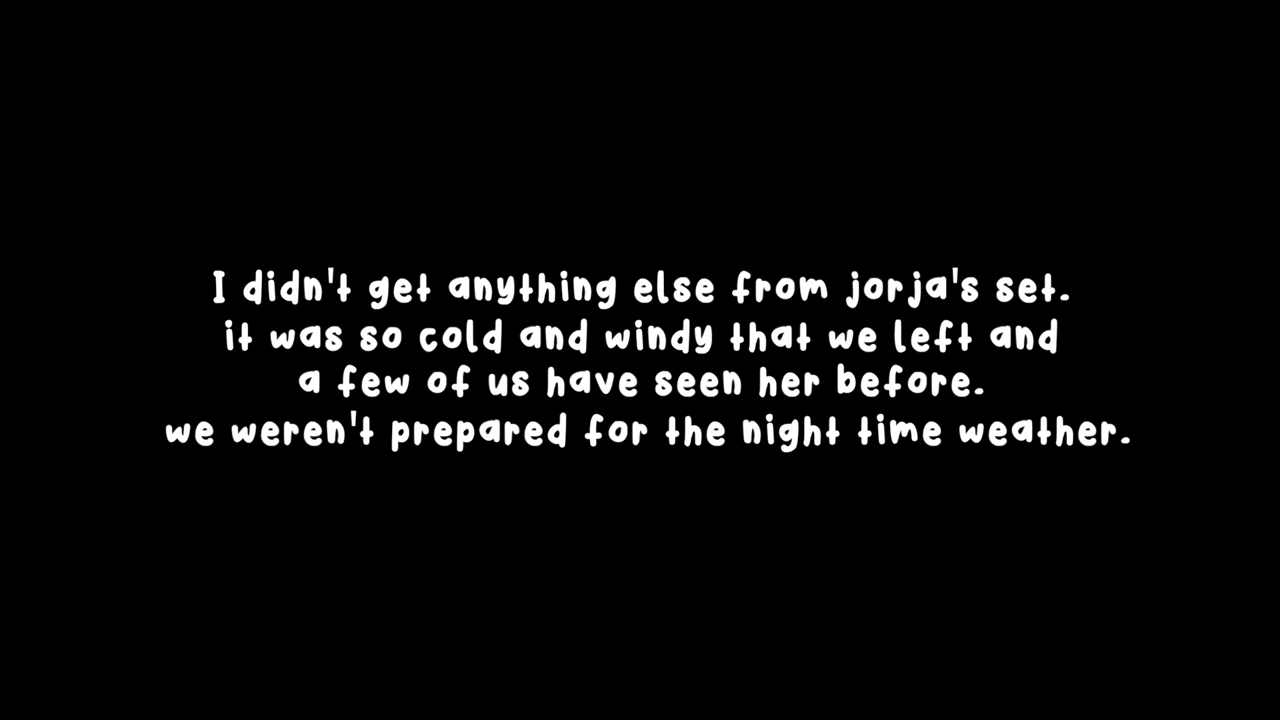 I didn't get anything else from jorja's set.
it was so cold and windy that we left and
a few of us have seen her before.
we weren't prepared for the night time weather.